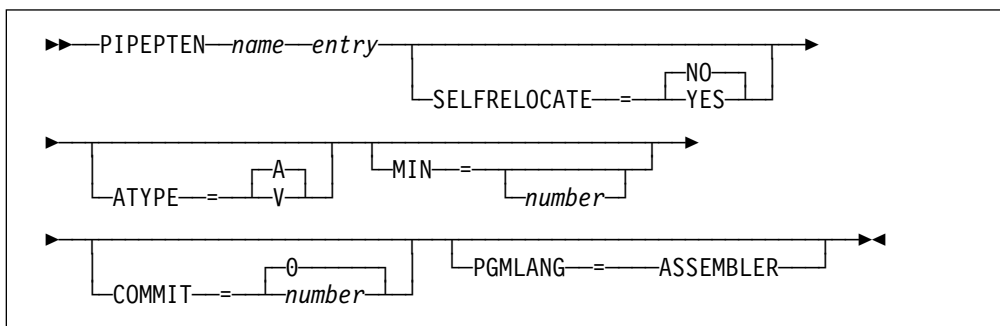 PIPEPTEN name entry
NO
SELFRELOCATE = YES
A
ATYPE = V
MIN =
number
0
COMMIT = number
PGMLANG = ASSEMBLER